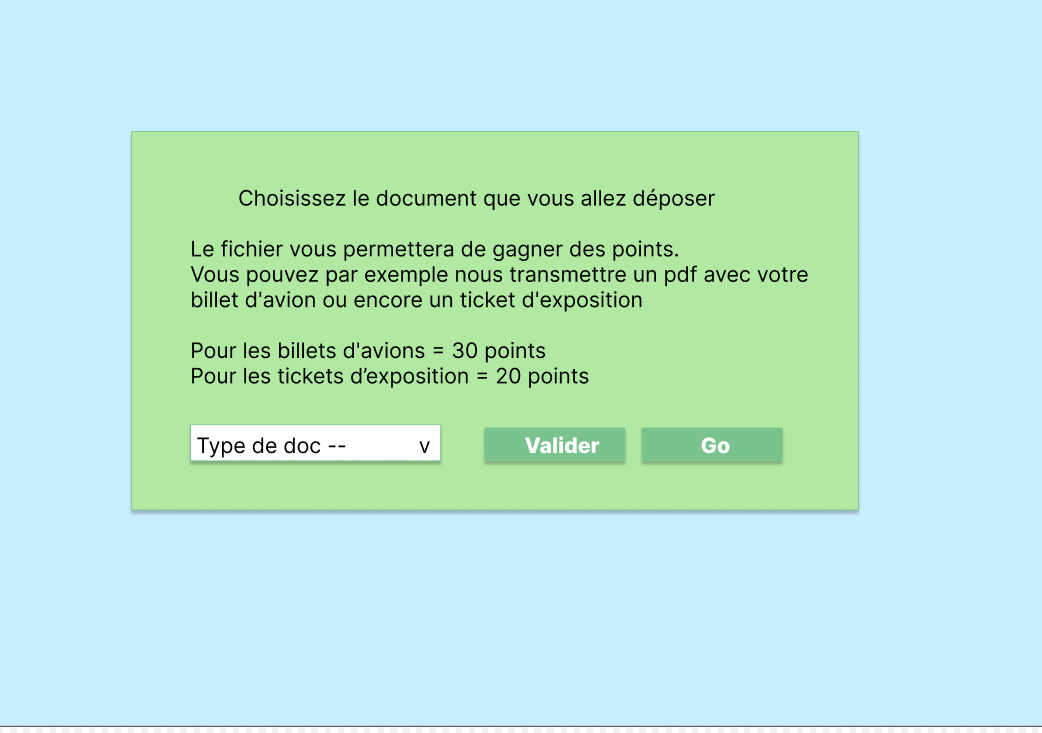 Choisissez le document que vous allez déposer
Le fichier vous permettera de gagner des points.
Vous pouvez par exemple nous transmettre un pdf avec votre
billet d'avion ou encore un ticket d'exposition
Pour les billets d'avions = 30 points
Pour les tickets d’exposition = 20 points
Type de doc -- v
Valider
Go